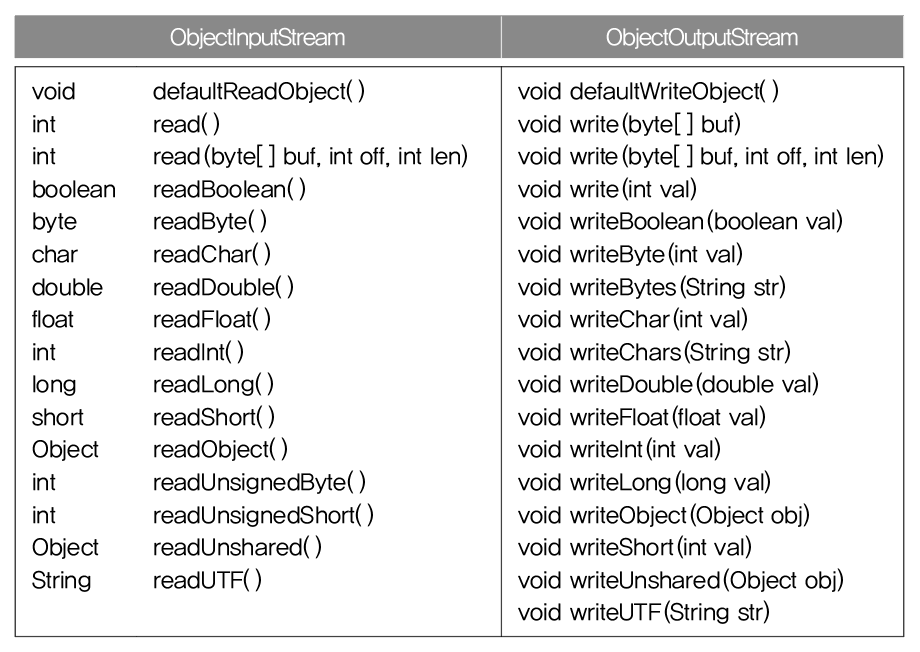 ObjectInputStream ObjectOutputStream
void defaultReadObject( ) void defaultWriteObject( )
int read( ) void write(byte[ ] buf)
int read(byte[ ] buf, int off, int len) void write(byte[ ] buf, int off, int len)
boolean readBoolean( ) void write(int val)
byte readByte( ) void writeBoolean(boolean val)
char readChar( ) void writeByte(int val)
double readDouble( ) void writeBytes(String str)
float readFloat( ) void writeChar(int val)
int readInt( ) void writeChars(String str)
long readLong( ) void writeDouble(double val)
short readShort( ) void writeFloat(float val)
Object readObject( ) void writeInt(int val)
int readUnsignedByte( ) void writeLong(long val)
int readUnsignedShort( ) void writeObject(Object obj)
Object readUnshared( ) void writeShort(int val)
String readUTF( ) void writeUnshared(Object obj)
void writeUTF(String str)